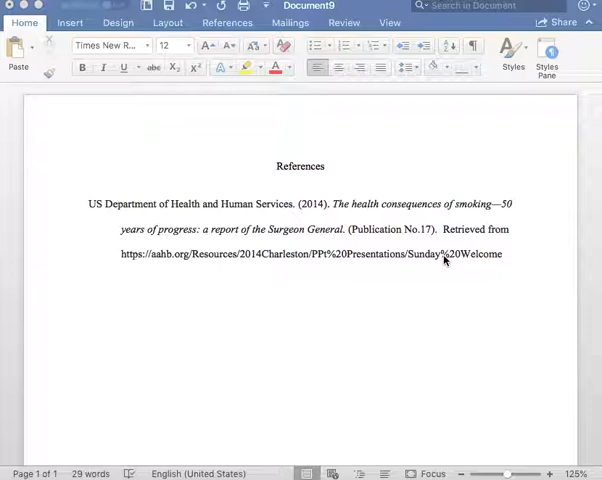 Document9
Search in Document
Home Insert Design Layout References Mailings Review View Share
Paste
Times New R... 12
Styles
Styles Pane
References
US Department of Health and Human Services. (2014). The health consequences of smoking—50
years of progress: a report of the Surgeon General. (Publication No.17). Retrieved from
https://aahb.org/Resources/2014Charleston/PPt%20Presentations/Sunday%20Welcome
Page 1 of 1 29 words English (United States) Focus 125%